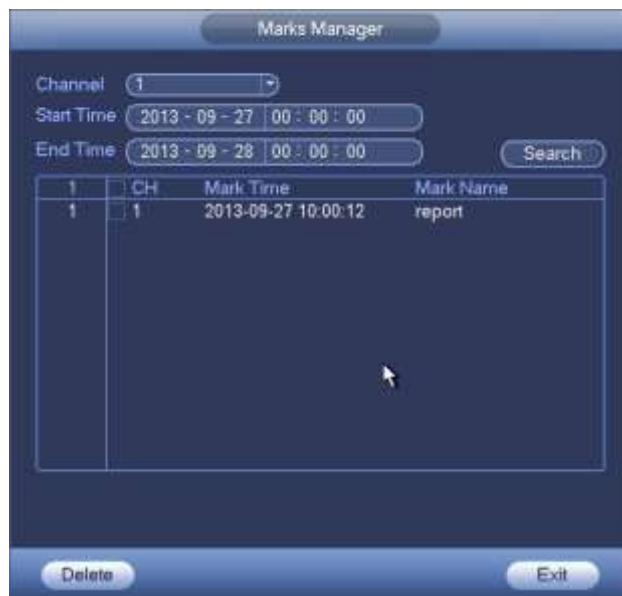 Marks Manager
Channel 1
Start Time 2013 - 09 - 27 00 : 00 : 00
End Time 2013 - 09 - 28 00 : 00 : 00 Search
1 CH Mark Time Mark Name
1 1 2013-09-27 10:00:12 report
Delete Exit